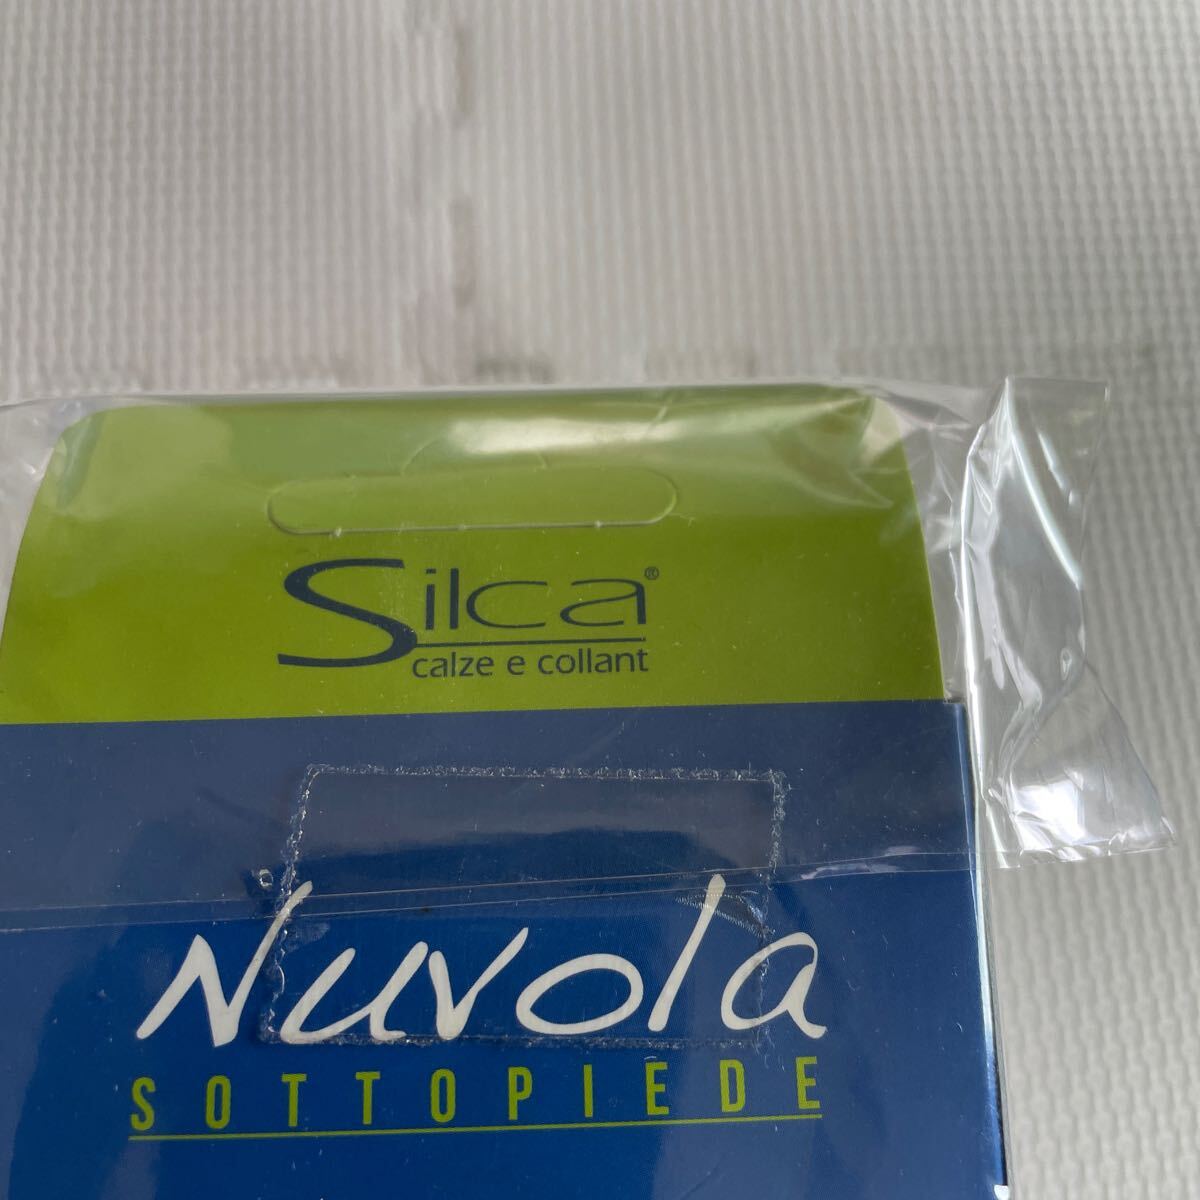 Silca®
calze e collant
Nuvola
SOTTOPIEDE